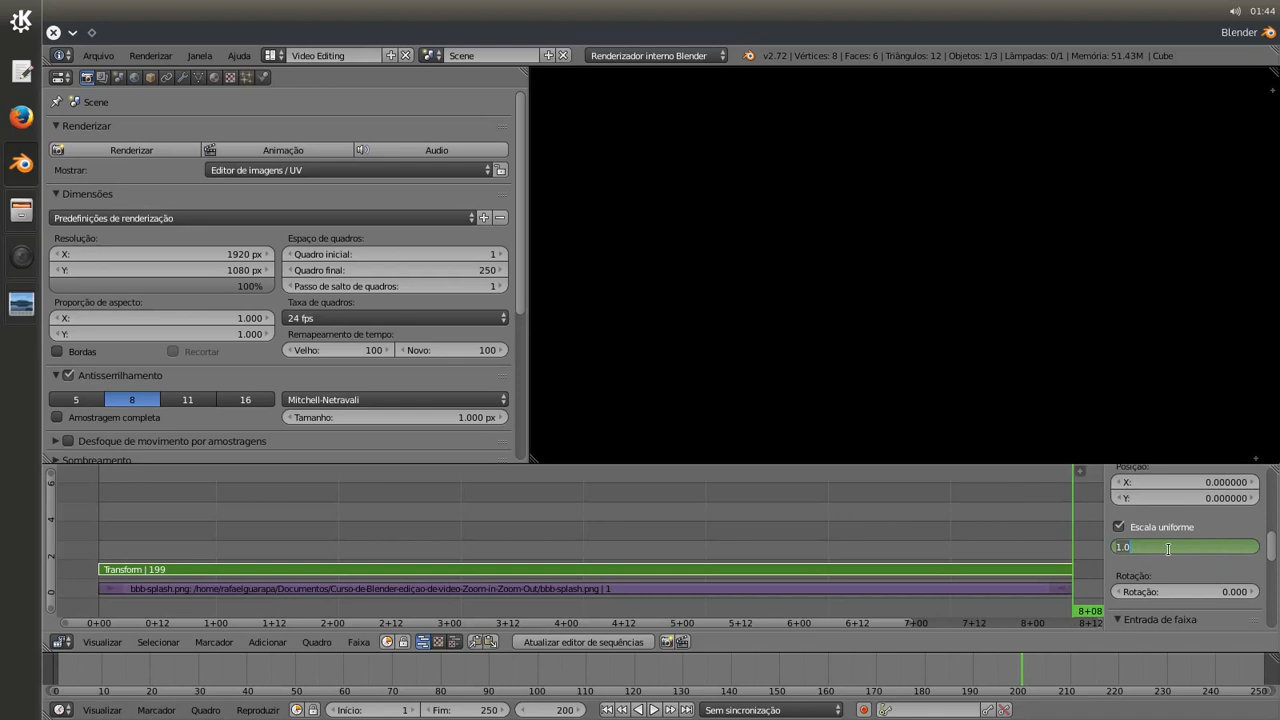 01:44
Blender
Arquivo Renderizar Janela Ajuda Video Editing Scene Renderizador interno Blender v2.72 | Vértices: 8 | Faces: 6 | Triângulos: 12 | Objetos: 1/3 | Lâmpadas: 0/1 | Memória: 51.43M | Cube
Scene
Renderizar
Renderizar Animação Audio
Mostrar: Editor de imagens / UV
Dimensões
Predefinições de renderização
Resolução: Espaço de quadros:
X: 1920 px Quadro inicial: 1
Y: 1080 px Quadro final: 250
100% Passo de salto de quadros: 1
Proporção de aspecto: Taxa de quadros:
X: 1.000 24 fps
Y: 1.000 Remapeamento de tempo:
Bordas Recortar Velho: 100 Novo: 100
Antisserrilhamento
5 8 11 16 Mitchell-Netravali
Amostragem completa Tamanho: 1.000 px
Desfoque de movimento por amostragens
Sombreamento
Posição:
X: 0.000000
Y: 0.000000
Escala uniforme
1.0
Rotação:
Rotação: 0.000
Entrada de faixa
6
4
2
0
Transform | 199
bbb-splash.png: /home/rafaelguarapa/Documentos/Curso-de-Blender-ediçao-de-video-Zoom-in-Zoom-Out/bbb-splash.png | 1
8+08
0+00 1+00 1+12 2+00 2+12 3+00 3+12 4+00 4+12 5+00 5+12 6+00 6+12 7+00 7+12 8+00 8+12
Visualizar Selecionar Marcador Adicionar Quadro Faixa Atualizar editor de sequências
0 10 20 30 40 50 60 70 80 90 100 110 120 130 140 150 160 170 180 190 200 210 220 230 240 250
Visualizar Marcador Quadro Reproduzir Início: 1 Fim: 250 200 Sem sincronização